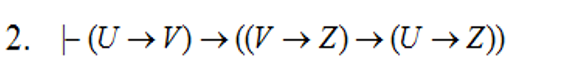 2. ⊢ (U → V) → ((V → Z) → (U → Z))